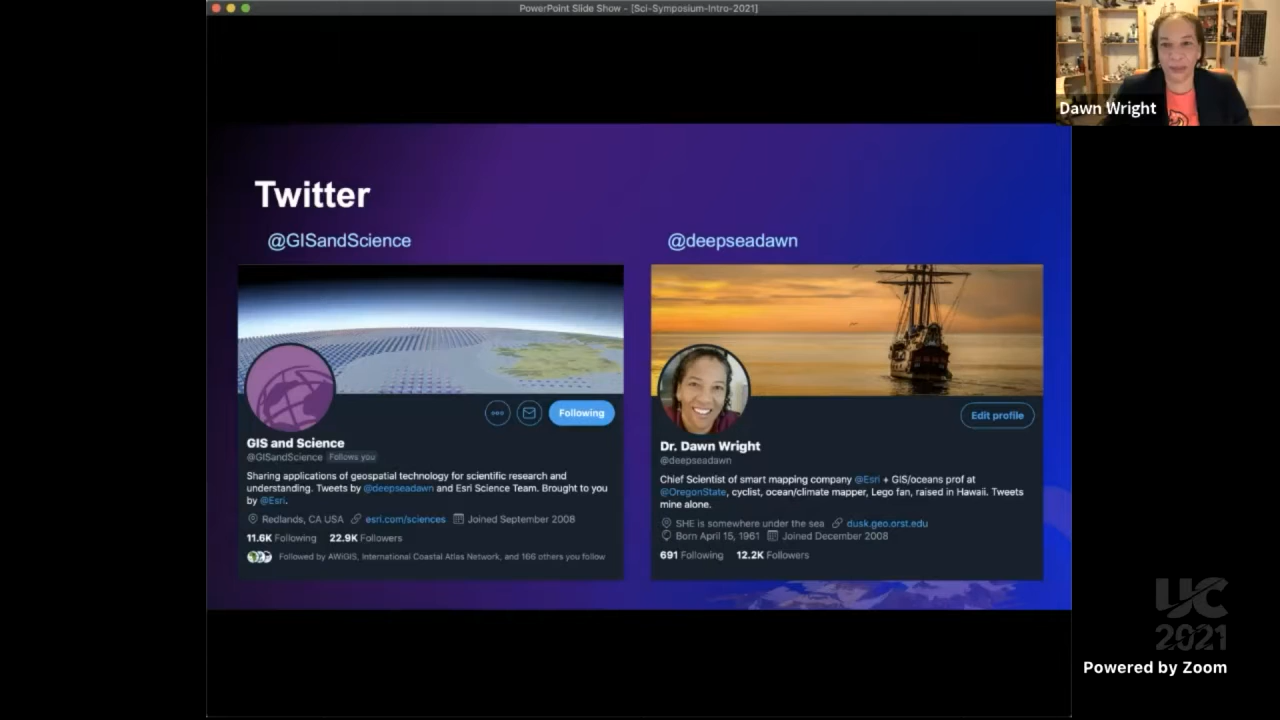 PowerPoint Slide Show - [Sci-Symposium-Intro-2021]
Dawn Wright
Twitter
@GISandScience
@deepseadawn
Following
GIS and Science
@GISandScience Follows you
Sharing applications of geospatial technology for scientific research and
understanding. Tweets by @deepseadawn and Esri Science Team. Brought to you
by @Esri.
Redlands, CA USA esri.com/sciences Joined September 2008
11.6K Following 22.9K Followers
Followed by AWiGIS, International Coastal Atlas Network, and 166 others you follow
Edit profile
Dr. Dawn Wright
@deepseadawn
Chief Scientist of smart mapping company @Esri + GIS/oceans prof at
@OregonState, cyclist, ocean/climate mapper, Lego fan, raised in Hawaii. Tweets
mine alone.
SHE is somewhere under the sea dusk.geo.orst.edu
Born April 15, 1961 Joined December 2008
691 Following 12.2K Followers
UC
2021
Powered by Zoom